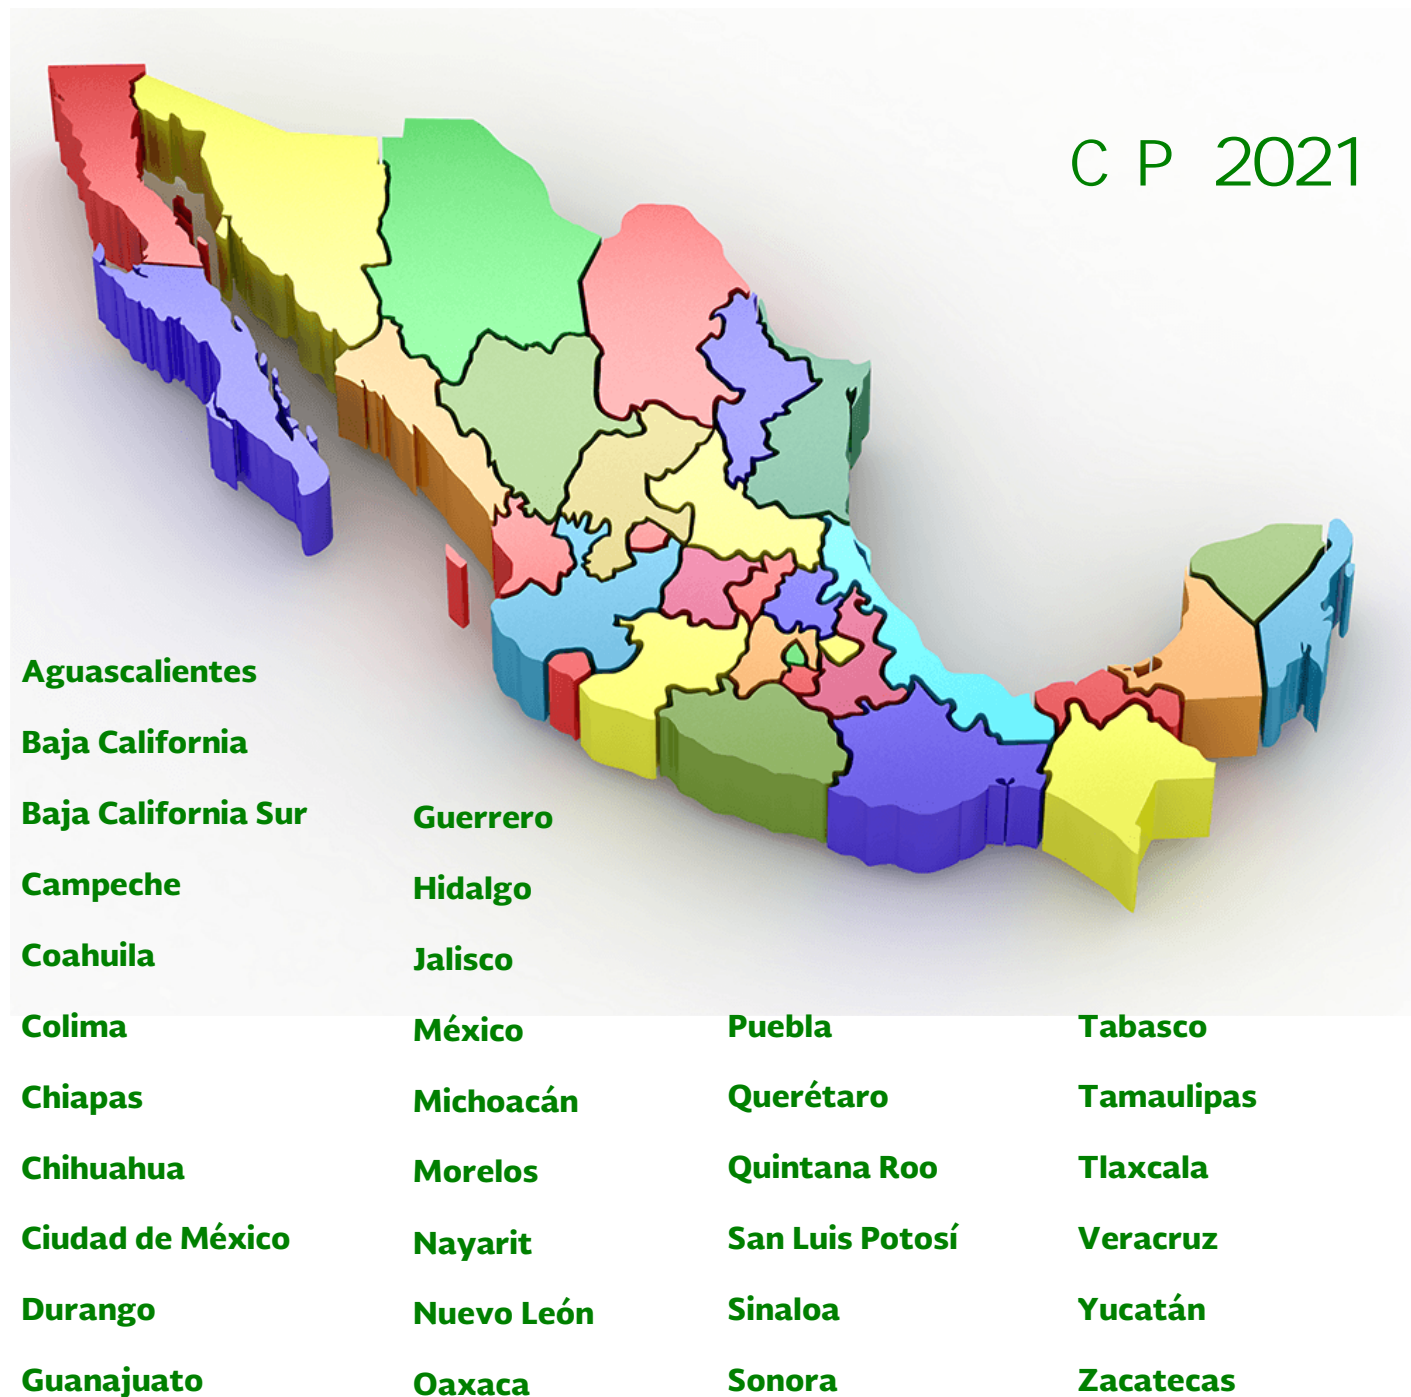 C P 2021
Aguascalientes
Baja California
Baja California Sur
Campeche
Coahuila
Colima
Chiapas
Chihuahua
Ciudad de México
Durango
Guanajuato
Guerrero
Hidalgo
Jalisco
México
Michoacán
Morelos
Nayarit
Nuevo León
Oaxaca
Puebla
Querétaro
Quintana Roo
San Luis Potosí
Sinaloa
Sonora
Tabasco
Tamaulipas
Tlaxcala
Veracruz
Yucatán
Zacatecas